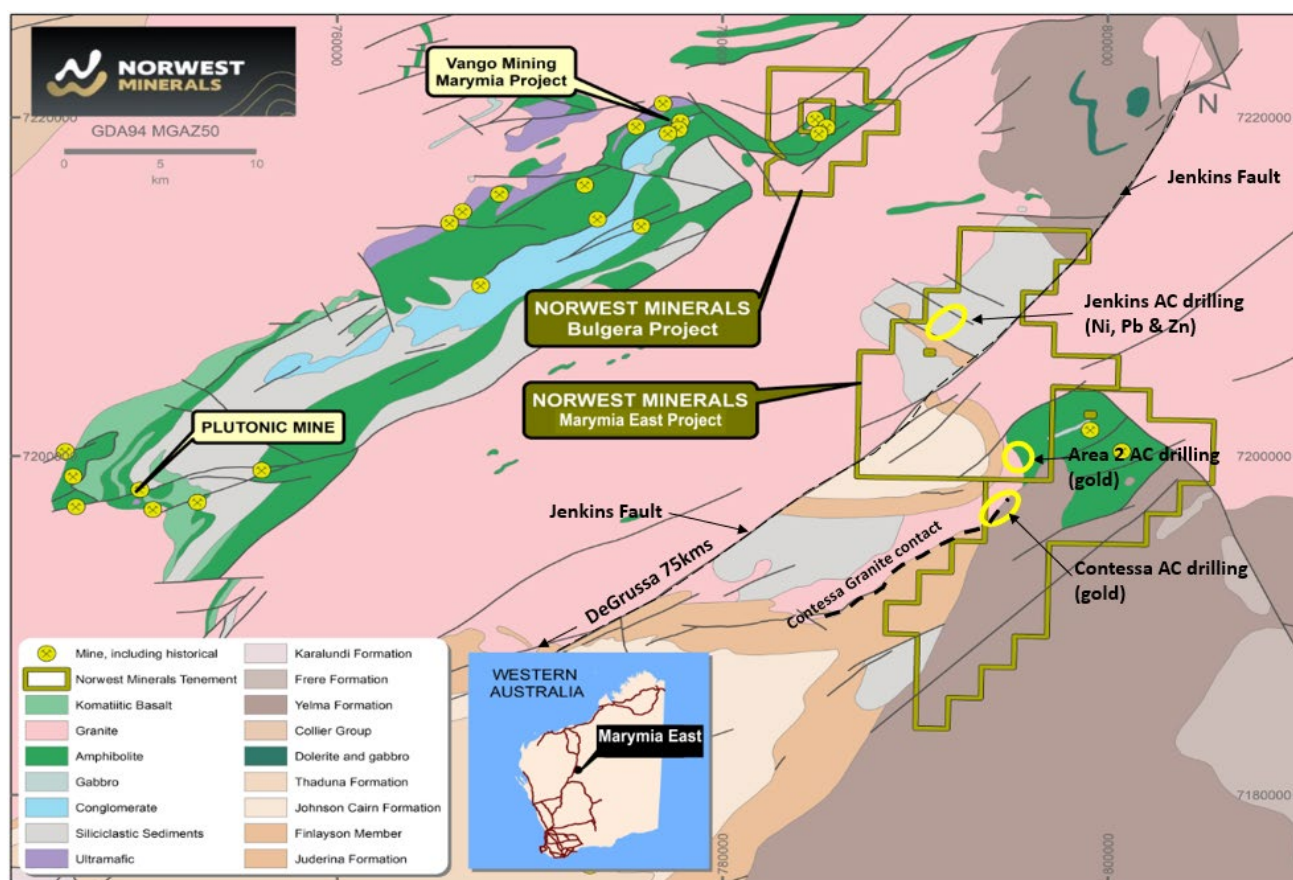 NORWEST
MINERALS
GDA94 MGAZ50
0 5 10
km
760000
800000
7220000
7220000
N
Vango Mining
Marymia Project
Jenkins Fault
NORWEST MINERALS
Bulgera Project
Jenkins AC drilling
(Ni, Pb & Zn)
NORWEST MINERALS
Marymia East Project
PLUTONIC MINE
7200000
7200000
Area 2 AC drilling
(gold)
Jenkins Fault
DeGrussa 75kms
Contessa Granite contact
Contessa AC drilling
(gold)
Mine, including historical
Norwest Minerals Tenement
Komatiitic Basalt
Granite
Amphibolite
Gabbro
Conglomerate
Siliciclastic Sediments
Ultramafic
Karalundi Formation
Frere Formation
Yelma Formation
Collier Group
Dolerite and gabbro
Thaduna Formation
Johnson Cairn Formation
Finlayson Member
Juderina Formation
WESTERN
AUSTRALIA
Marymia East
7180000
780000
800000